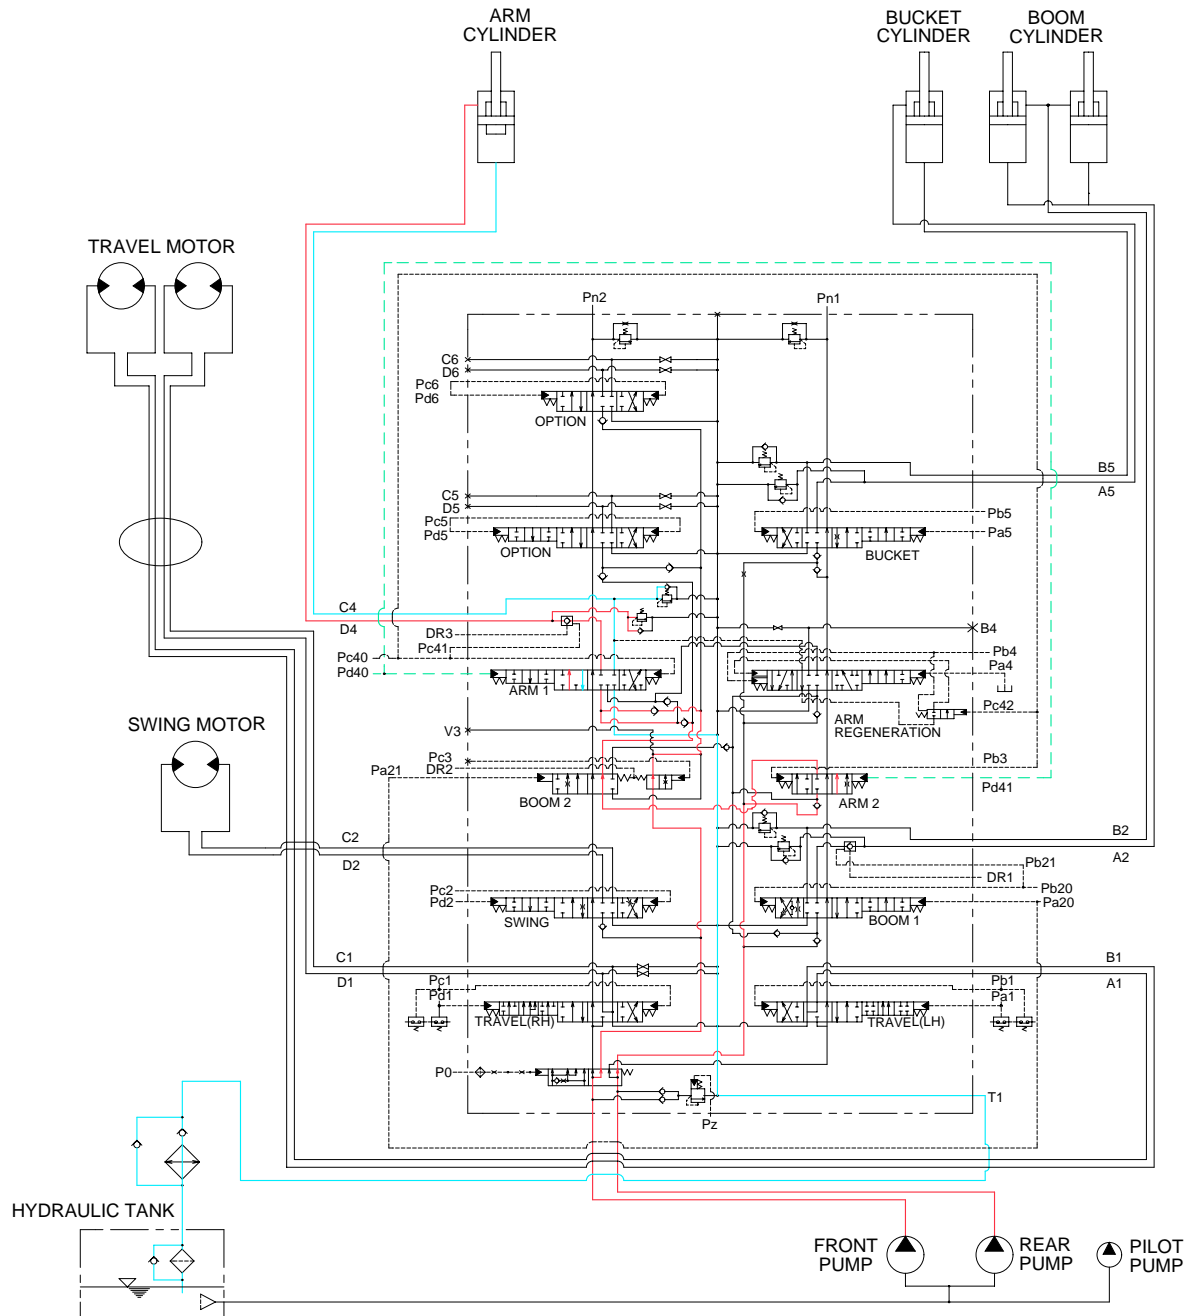 ARM
CYLINDER
BUCKET
CYLINDER
BOOM
CYLINDER
TRAVEL MOTOR
Pn2
Pn1
C6
D6
Pc6
Pd6
OPTION
B5
A5
C5
D5
Pc5
Pd5
OPTION
Pb5
Pa5
BUCKET
C4
D4
DR3
Pc41
B4
Pc40
Pd40
ARM 1
Pb4
Pa4
Pc42
ARM
REGENERATION
SWING MOTOR
V3
Pc3
DR2
Pa21
BOOM 2
Pb3
Pd41
ARM 2
C2
D2
B2
A2
Pb21
DR1
Pc2
Pd2
SWING
Pb20
Pa20
BOOM 1
C1
D1
B1
A1
Pc1
Pd1
TRAVEL(RH)
Pb1
Pa1
TRAVEL(LH)
P0
Pz
T1
HYDRAULIC TANK
FRONT
PUMP
REAR
PUMP
PILOT
PUMP